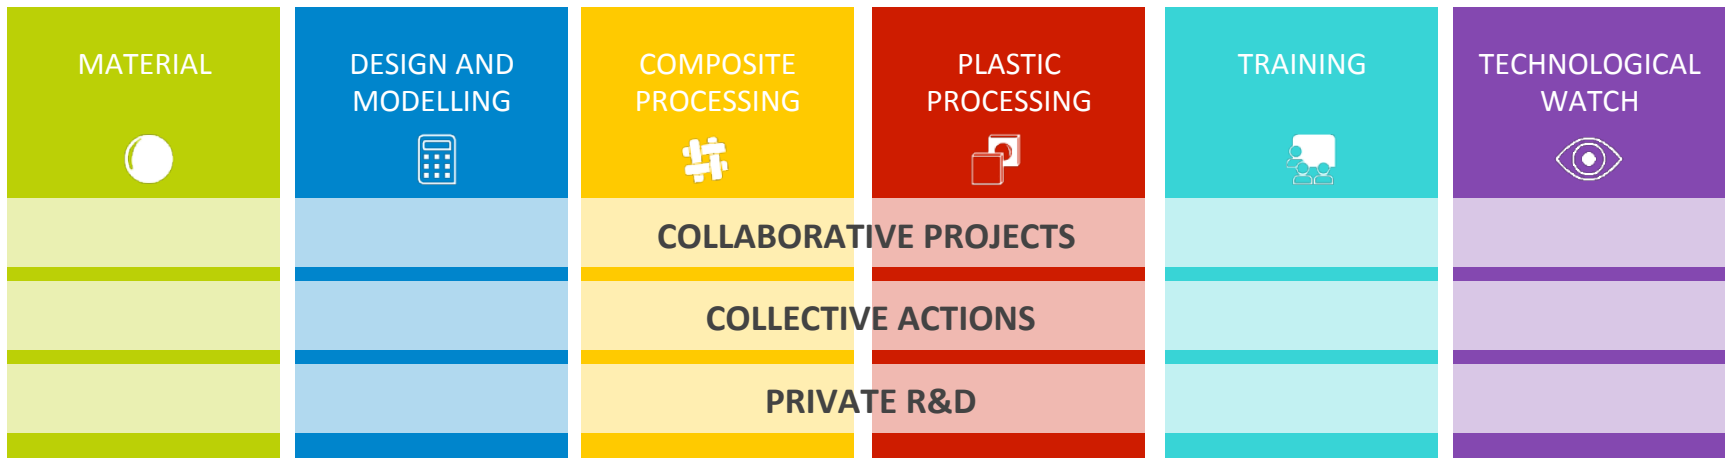 MATERIAL
DESIGN AND
MODELLING
COMPOSITE
PROCESSING
PLASTIC
PROCESSING
TRAINING
TECHNOLOGICAL
WATCH
COLLABORATIVE PROJECTS
COLLECTIVE ACTIONS
PRIVATE R&D